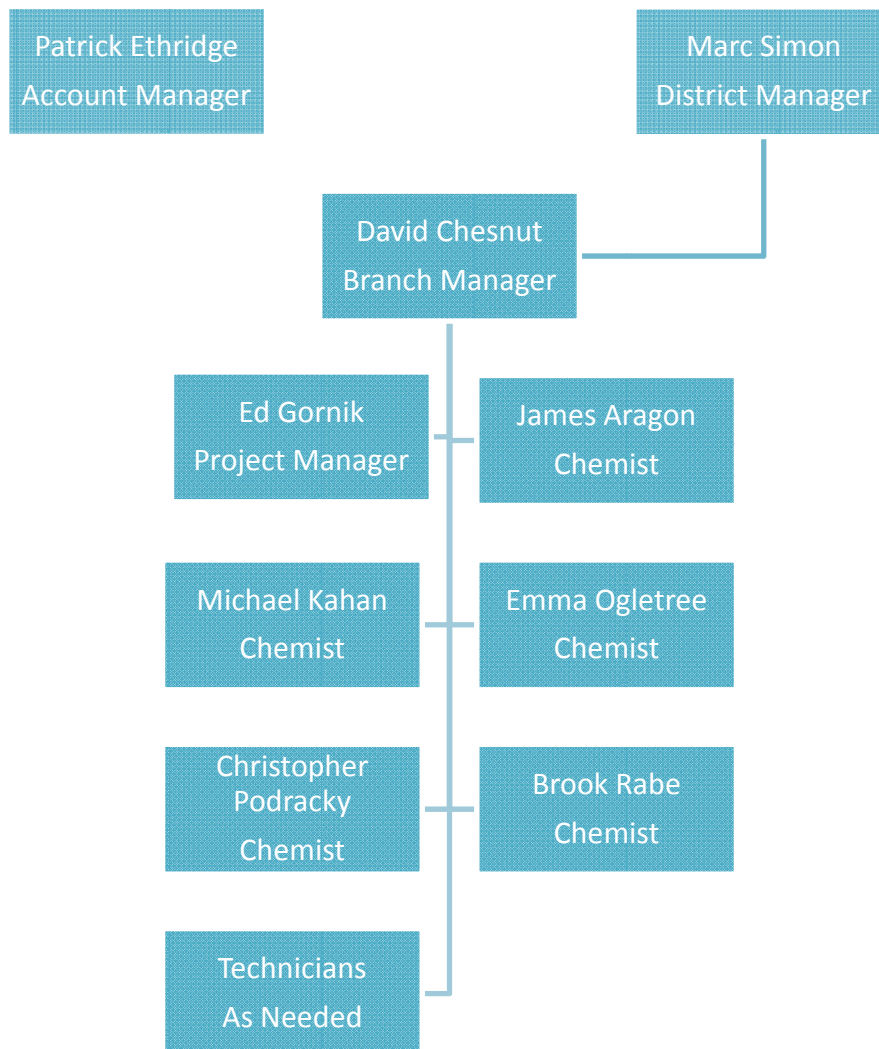 Patrick Ethridge
Account Manager
Marc Simon
District Manager
David Chesnut
Branch Manager
Ed Gornik
Project Manager
James Aragon
Chemist
Michael Kahan
Chemist
Emma Ogletree
Chemist
Christopher
Podracky
Chemist
Brook Rabe
Chemist
Technicians
As Needed